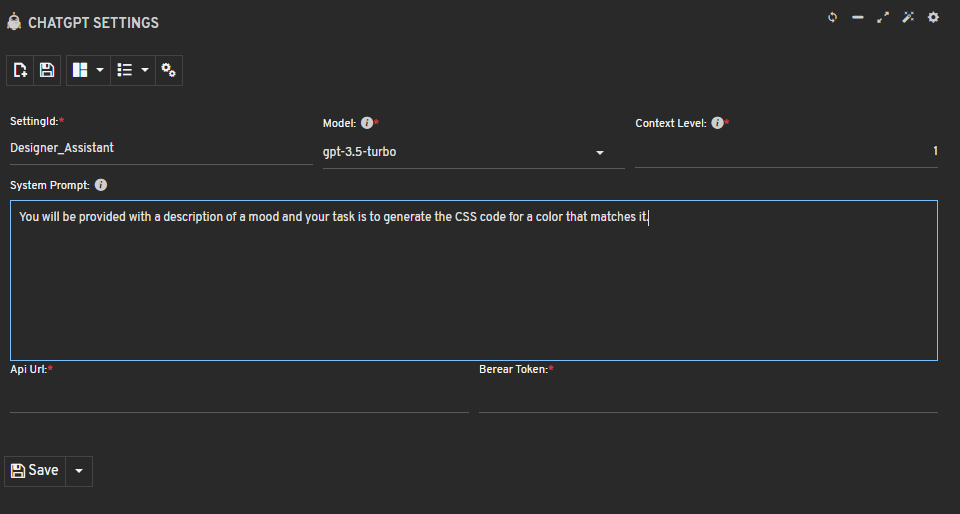 CHATGPT SETTINGS
SettingId:*
Model: i*
Context Level: i*
Designer_Assistant
gpt-3.5-turbo
1
System Prompt: i
You will be provided with a description of a mood and your task is to generate the CSS code for a color that matches it.
Api Url:*
Berear Token:*
Save